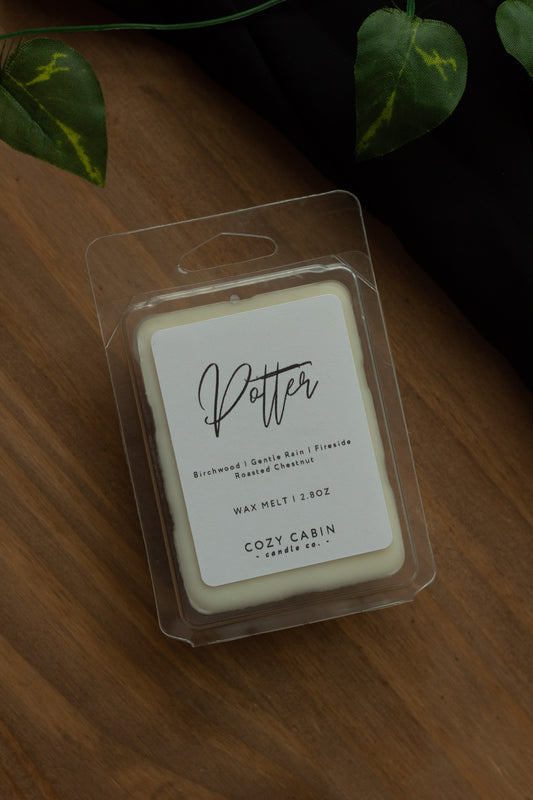 Potter
Birchwood | Gentle Rain | Fireside
Roasted Chestnut
WAX MELT | 2.8OZ
COZY CABIN
• candle co. •